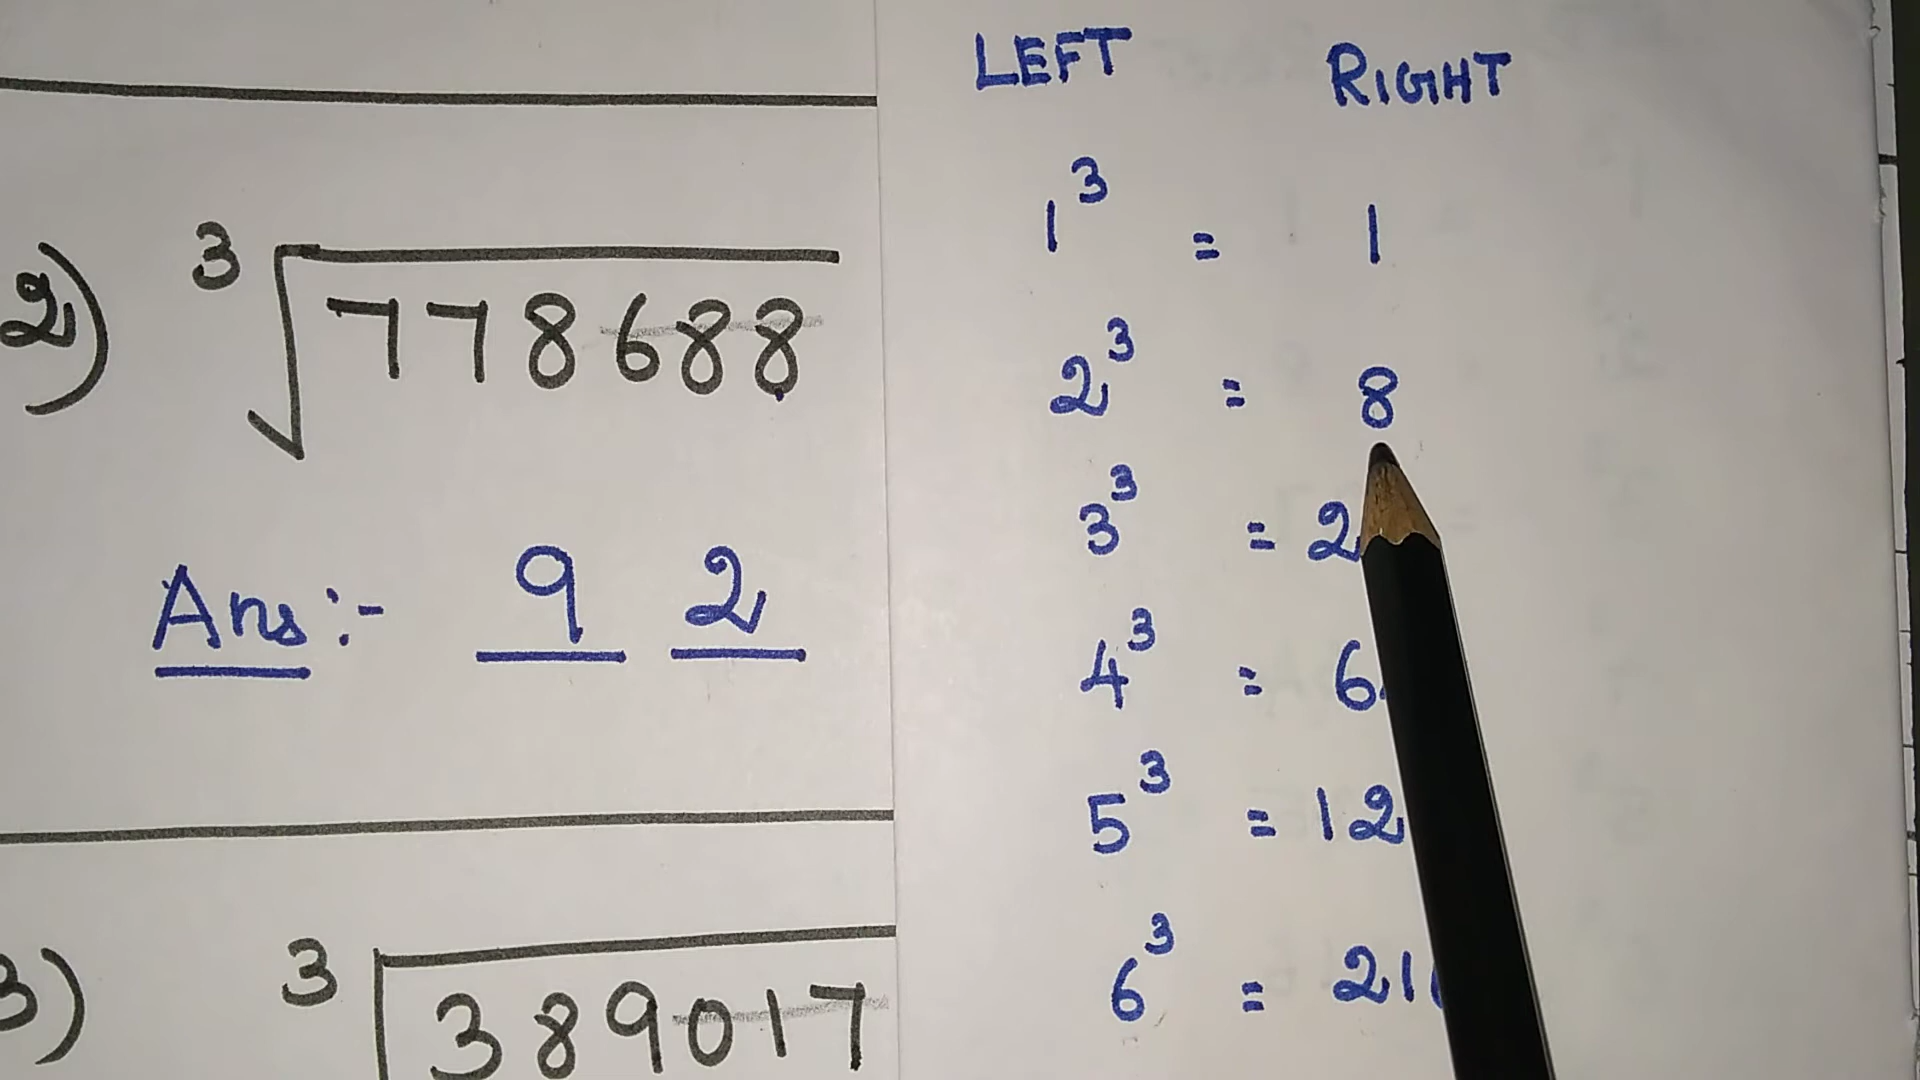 2) ³√778688
Ans:- 9 2
3) ³√389017
LEFT RIGHT
1³ = 1
2³ = 8
3³ = 2
4³ = 6
5³ = 12
6³ = 21